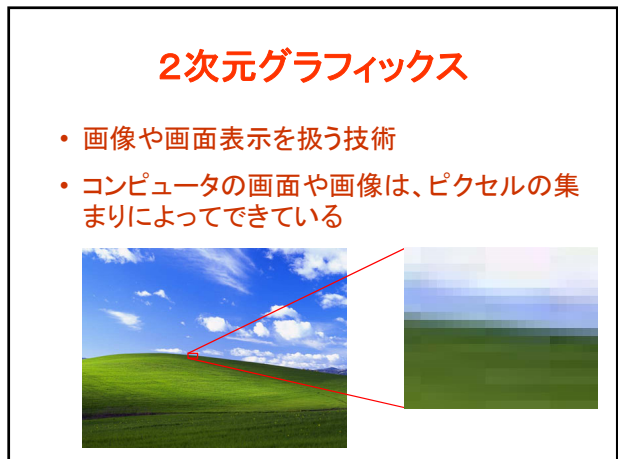 ２次元グラフィックス
• 画像や画面表示を扱う技術
• コンピュータの画面や画像は、ピクセルの集
まりによってできている